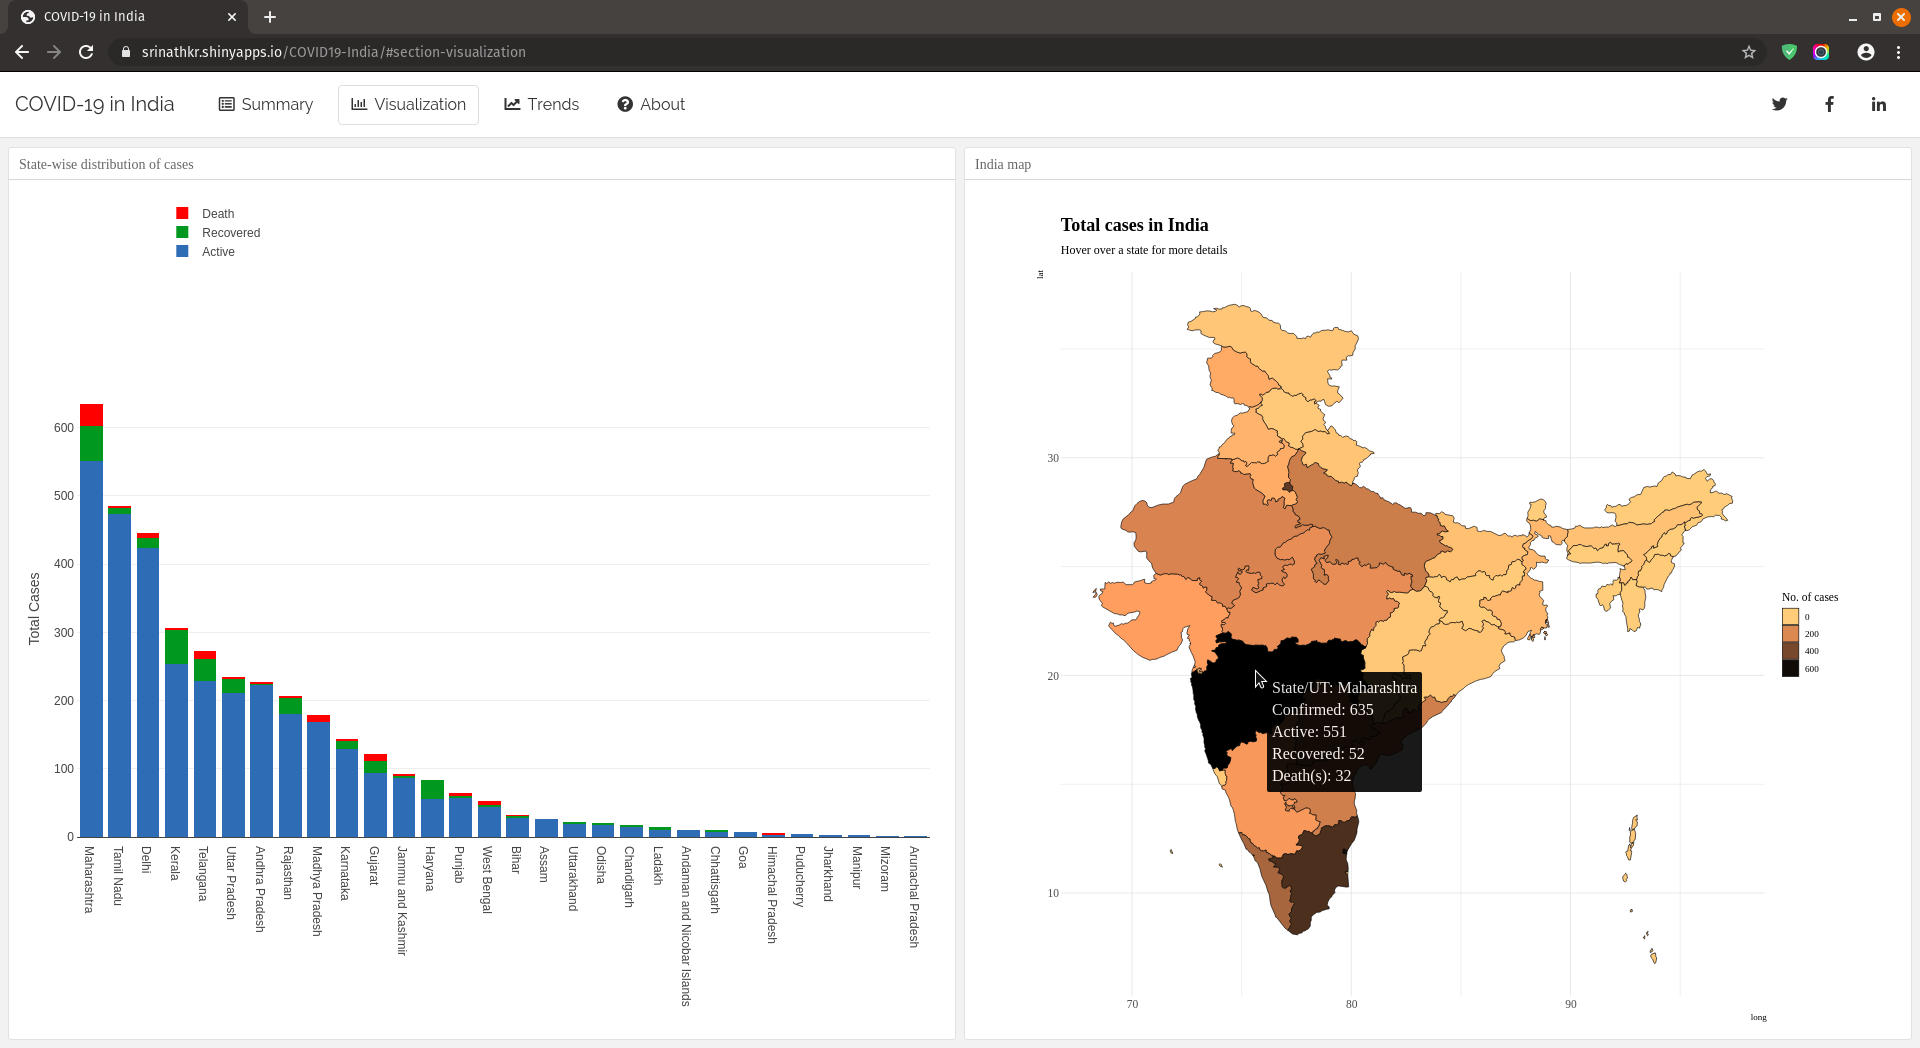 COVID-19 in India
srinathkr.shinyapps.io/COVID19-India/#section-visualization
COVID-19 in India
Summary
Visualization
Trends
About
State-wise distribution of cases
Death
Recovered
Active
Total Cases
600
500
400
300
200
100
0
Maharashtra
Tamil Nadu
Delhi
Kerala
Telangana
Uttar Pradesh
Andhra Pradesh
Rajasthan
Madhya Pradesh
Karnataka
Gujarat
Jammu and Kashmir
Haryana
Punjab
West Bengal
Bihar
Assam
Uttarakhand
Odisha
Chandigarh
Ladakh
Andaman and Nicobar Islands
Chhattisgarh
Goa
Himachal Pradesh
Puducherry
Jharkhand
Manipur
Mizoram
Arunachal Pradesh
India map
Total cases in India
Hover over a state for more details
lat
30
20
10
70
80
90
long
State/UT: Maharashtra
Confirmed: 635
Active: 551
Recovered: 52
Death(s): 32
No. of cases
0
200
400
600